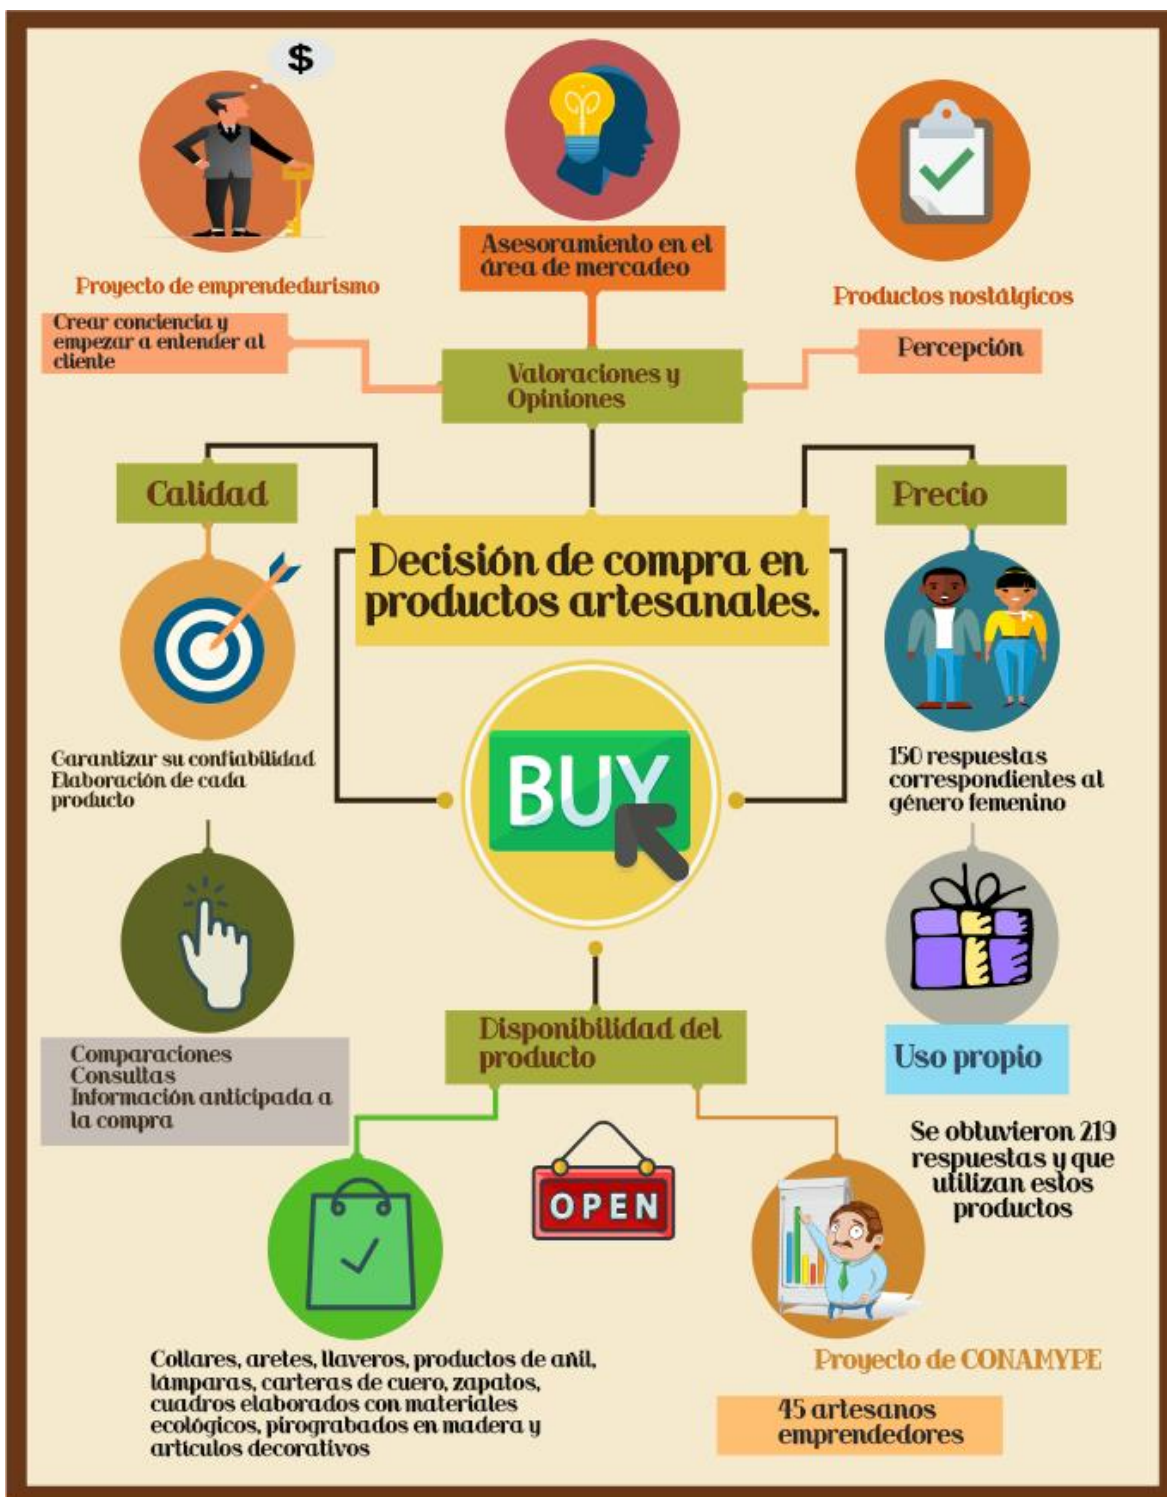 $
Proyecto de emprendedurismo
Crear conciencia y
empezar a entender al
cliente
Asesoramiento en el
área de mercadeo
Productos nostálgicos
Percepción
Valoraciones y
Opiniones
Calidad
Precio
Decisión de compra en
productos artesanales.
BUY
Garantizar su confiabilidad
Elaboración de cada
producto
150 respuestas
correspondientes al
género femenino
Comparaciones
Consultas
Información anticipada a
la compra
Uso propio
Se obtuvieron 219
respuestas y que
utilizan estos
productos
Disponibilidad del
producto
OPEN
Collares, aretes, llaveros, productos de añil,
lámparas, carteras de cuero, zapatos,
cuadros elaborados con materiales
ecológicos, pirograbados en madera y
artículos decorativos
Proyecto de CONAMYPE
45 artesanos
emprendedores